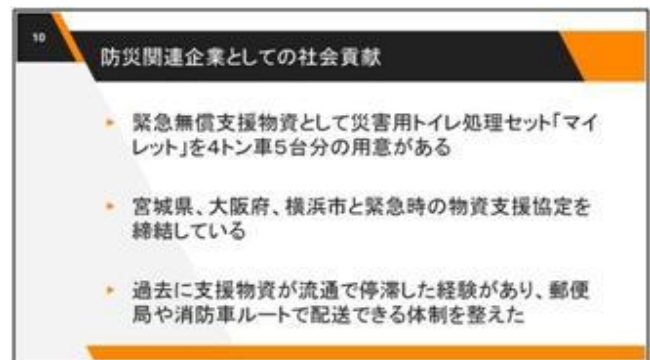 10
防災関連企業としての社会貢献
緊急無償支援物資として災害用トイレ処理セット「マイ
レット」を4トン車5台分の用意がある
宮城県、大阪府、横浜市と緊急時の物資支援協定を
締結している
過去に支援物資が流通で停滞した経験があり、郵便
局や消防車ルートで配送できる体制を整えた